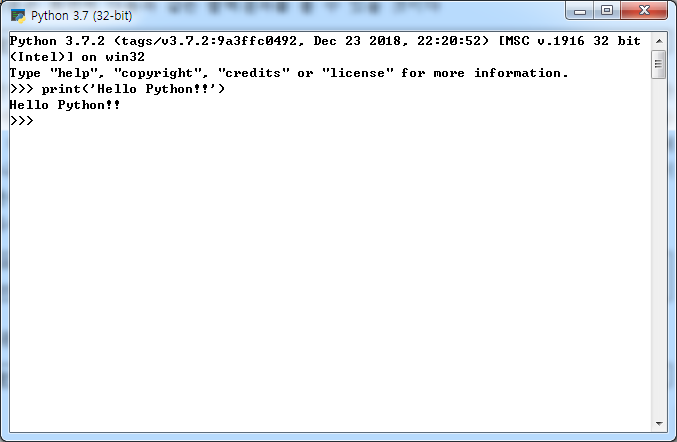 Python 3.7 (32-bit)
Python 3.7.2 (tags/v3.7.2:9a3ffc0492, Dec 23 2018, 22:20:52) [MSC v.1916 32 bit
(Intel)] on win32
Type "help", "copyright", "credits" or "license" for more information.
>>> print('Hello Python!!')
Hello Python!!
>>>